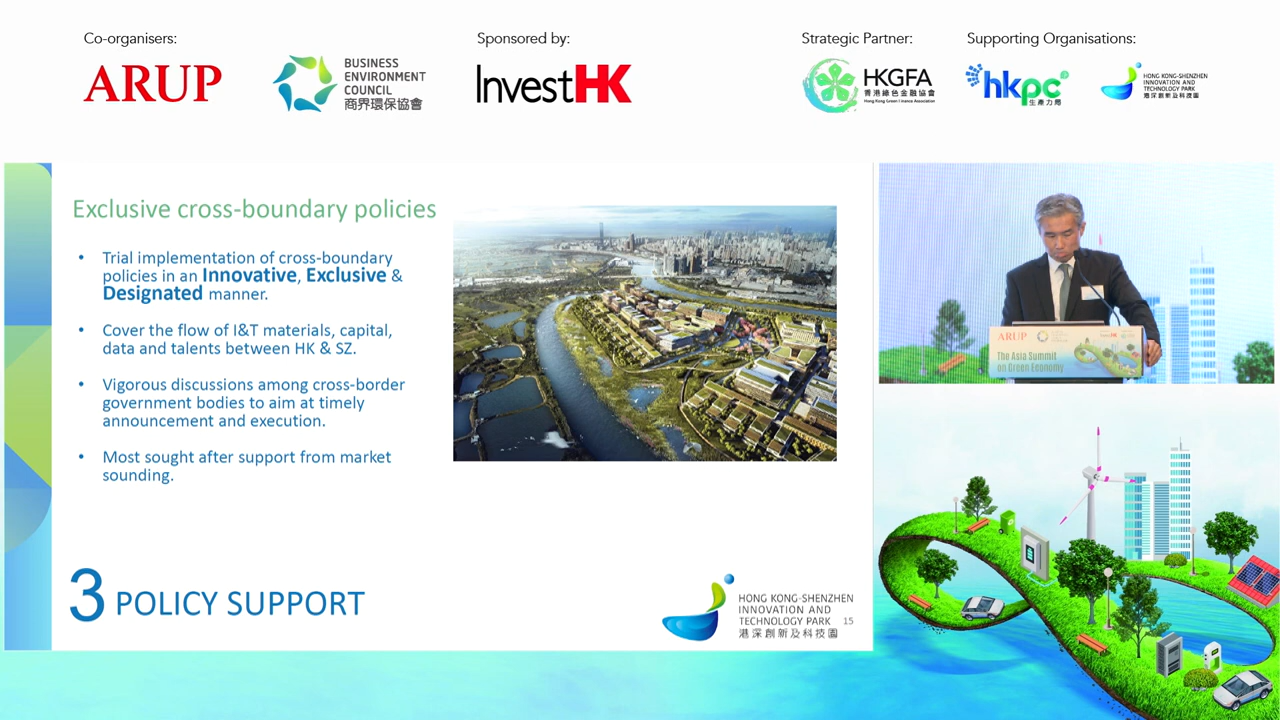 Co-organisers:
ARUP
BUSINESS
ENVIRONMENT
COUNCIL
商界環保協會
Sponsored by:
InvestHK
Strategic Partner:
HKGFA
香港綠色金融協會
Hong Kong Green Finance Association
Supporting Organisations:
hkpc
生產力局
HONG KONG-SHENZHEN
INNOVATION AND
TECHNOLOGY PARK
港深創新及科技園
Exclusive cross-boundary policies
• Trial implementation of cross-boundary
policies in an Innovative, Exclusive &
Designated manner.
• Cover the flow of I&T materials, capital,
data and talents between HK & SZ.
• Vigorous discussions among cross-border
government bodies to aim at timely
announcement and execution.
• Most sought after support from market
sounding.
3 POLICY SUPPORT
HONG KONG-SHENZHEN
INNOVATION AND
TECHNOLOGY PARK
港深創新及科技園
15
ARUP
InvestHK
The Asia Summit
on Green Economy